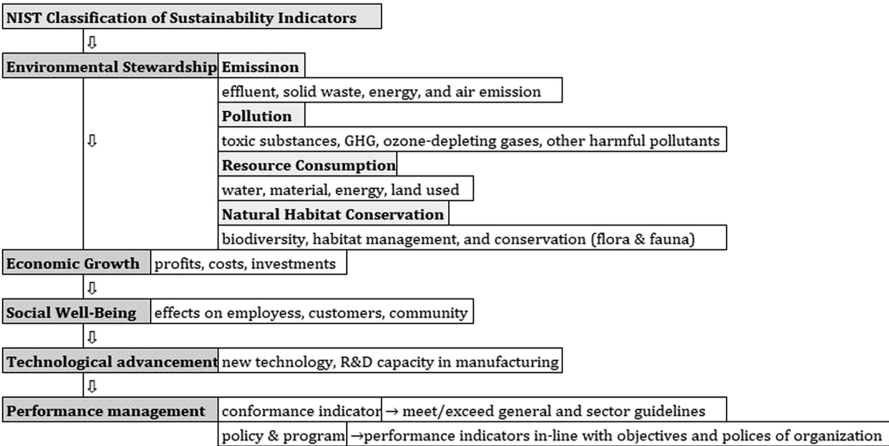 NIST Classification of Sustainability Indicators
⇩
Environmental Stewardship Emissinon
effluent, solid waste, energy, and air emission
Pollution
⇩ toxic substances, GHG, ozone-depleting gases, other harmful pollutants
Resource Consumption
water, material, energy, land used
Natural Habitat Conservation
biodiversity, habitat management, and conservation (flora & fauna)
Economic Growth profits, costs, investments
⇩
Social Well-Being effects on employess, customers, community
⇩
Technological advancement new technology, R&D capacity in manufacturing
⇩
Performance management conformance indicator → meet/exceed general and sector guidelines
policy & program →performance indicators in-line with objectives and polices of organization